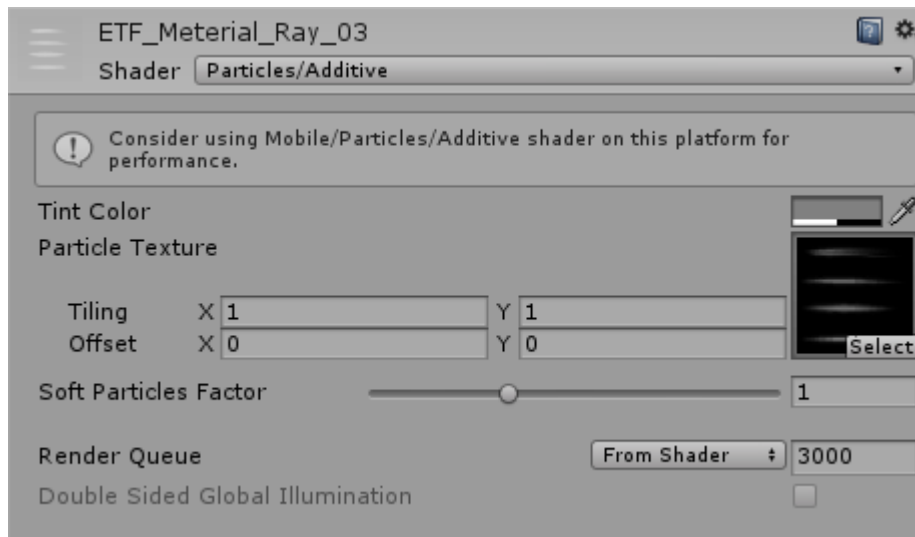 ETF_Meterial_Ray_03
Shader Particles/Additive
Consider using Mobile/Particles/Additive shader on this platform for
performance.
Tint Color
Particle Texture
Tiling X 1 Y 1
Offset X 0 Y 0
Select
Soft Particles Factor 1
Render Queue From Shader 3000
Double Sided Global Illumination